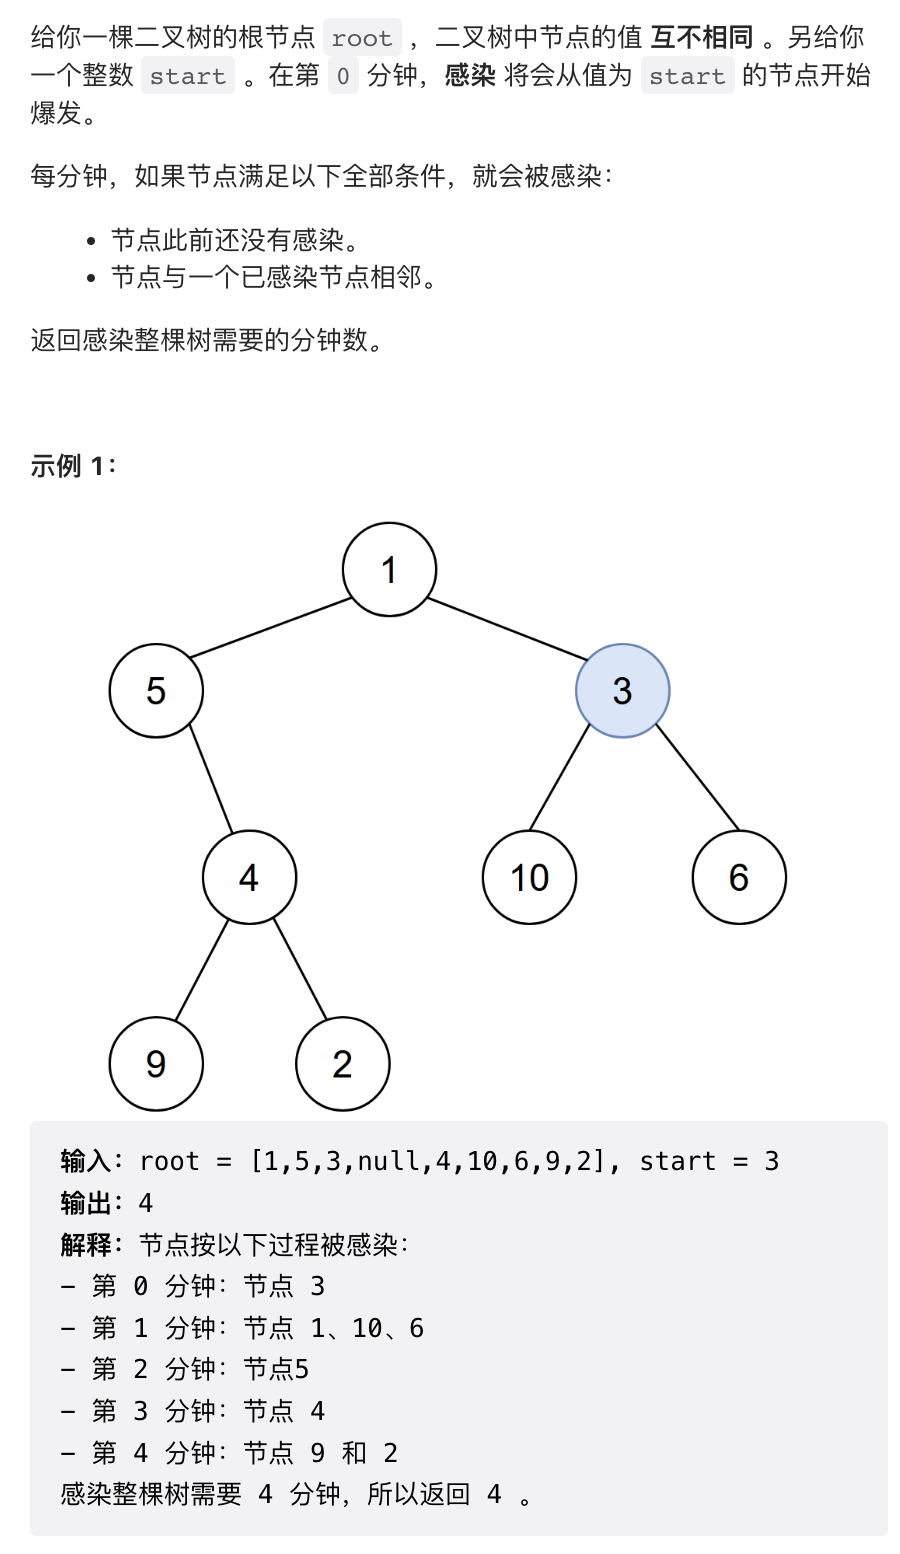 给你一棵二叉树的根节点 root ，二叉树中节点的值 互不相同 。另给你
一个整数 start 。在第 0 分钟，感染 将会从值为 start 的节点开始
爆发。
每分钟，如果节点满足以下全部条件，就会被感染：
• 节点此前还没有感染。
• 节点与一个已感染节点相邻。
返回感染整棵树需要的分钟数。
示例 1：
1
5
3
4
10
6
9
2
输入：root = [1,5,3,null,4,10,6,9,2], start = 3
输出：4
解释：节点按以下过程被感染：
- 第 0 分钟：节点 3
- 第 1 分钟：节点 1、10、6
- 第 2 分钟：节点5
- 第 3 分钟：节点 4
- 第 4 分钟：节点 9 和 2
感染整棵树需要 4 分钟，所以返回 4 。